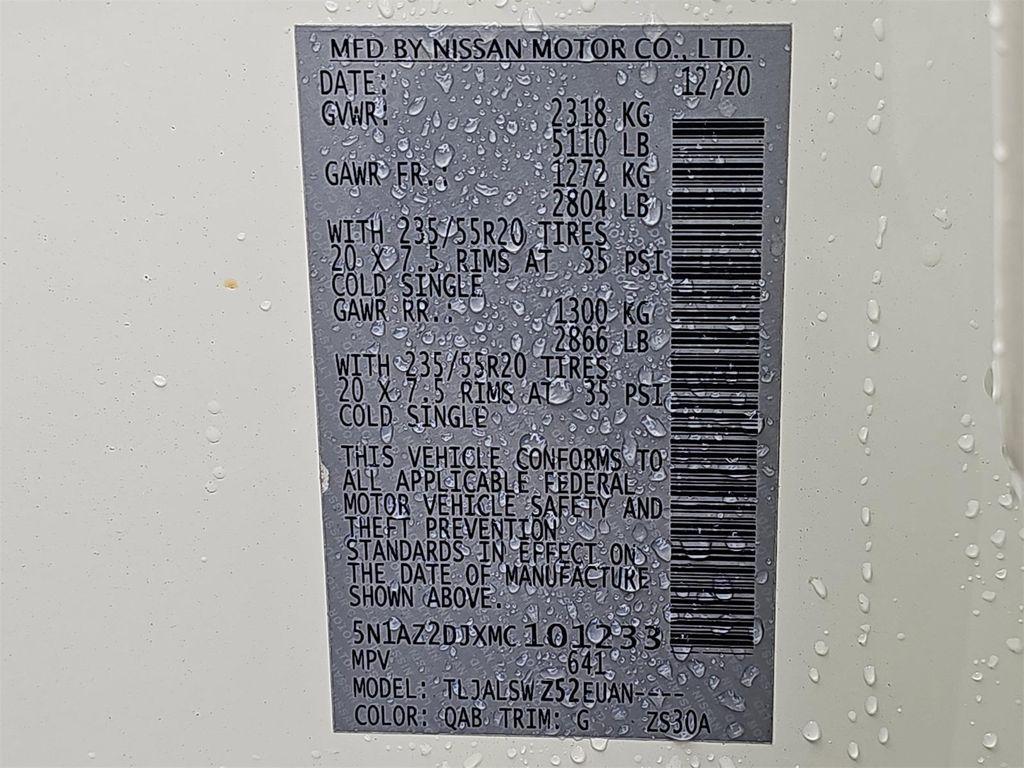 MFD BY NISSAN MOTOR CO., LTD.
DATE: 12/20
GVWR: 2318 KG
5110 LB
GAWR FR.: 1272 KG
2804 LB
WITH 235/55R20 TIRES
20 X 7.5 RIMS AT 35 PSI
COLD SINGLE
GAWR RR.: 1300 KG
2866 LB
WITH 235/55R20 TIRES
20 X 7.5 RIMS AT 35 PSI
COLD SINGLE
THIS VEHICLE CONFORMS TO
ALL APPLICABLE FEDERAL
MOTOR VEHICLE SAFETY AND
THEFT PREVENTION
STANDARDS IN EFFECT ON
THE DATE OF MANUFACTURE
SHOWN ABOVE.
5N1AZ2DJXMC101233
MPV 641
MODEL: TLJALSWZ52EUAN----
COLOR: QAB TRIM: G ZS30A